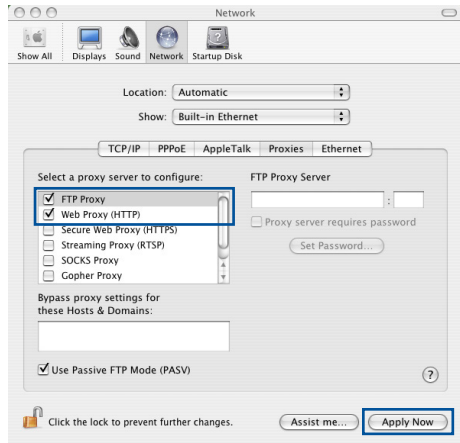 Network
Show All Displays Sound Network Startup Disk
Location: Automatic
Show: Built-in Ethernet
TCP/IP PPPoE AppleTalk Proxies Ethernet
Select a proxy server to configure: FTP Proxy Server
FTP Proxy
:
Web Proxy (HTTP)
Proxy server requires password
Secure Web Proxy (HTTPS)
Streaming Proxy (RTSP) Set Password...
SOCKS Proxy
Gopher Proxy
Bypass proxy settings for
these Hosts & Domains:
Use Passive FTP Mode (PASV) ?
Click the lock to prevent further changes. Assist me... Apply Now